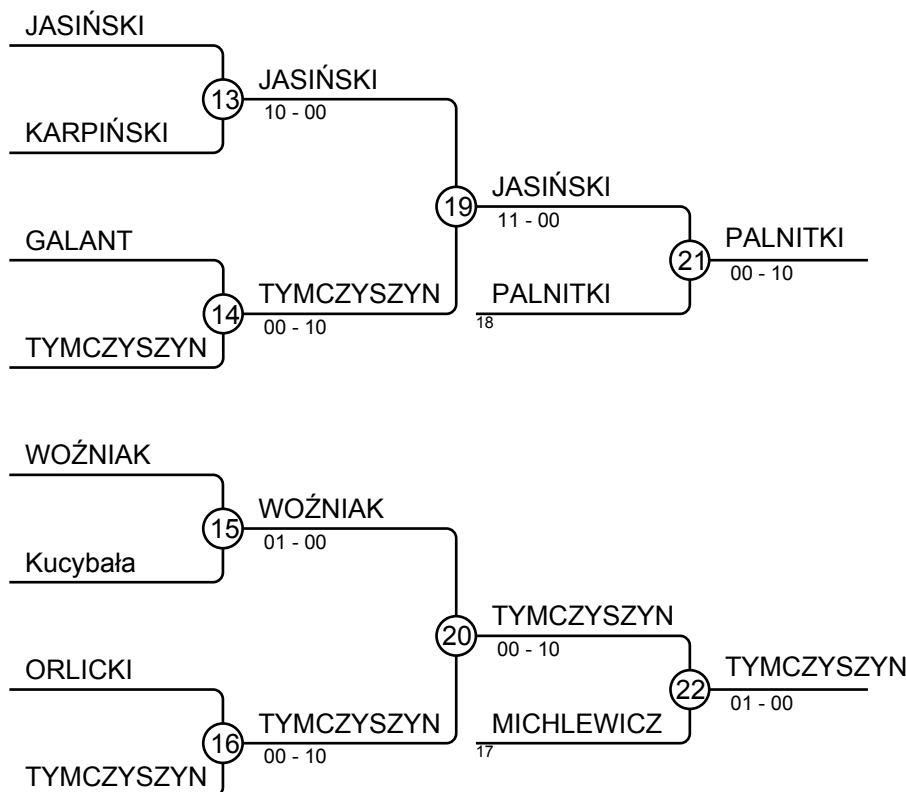 JASIŃSKI
13
JASIŃSKI
10 - 00
KARPIŃSKI
19
JASIŃSKI
11 - 00
GALANT
21
PALNITKI
00 - 10
14
TYMCZYSZYN
00 - 10
PALNITKI
18
TYMCZYSZYN
WOŹNIAK
15
WOŹNIAK
01 - 00
Kucybała
20
TYMCZYSZYN
00 - 10
ORLICKI
22
TYMCZYSZYN
01 - 00
16
TYMCZYSZYN
00 - 10
MICHLEWICZ
17
TYMCZYSZYN